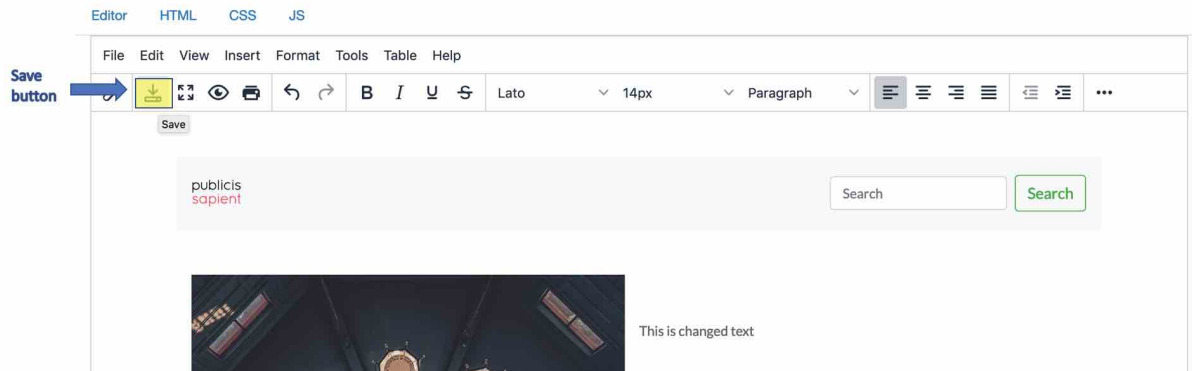 Editor HTML CSS JS
File Edit View Insert Format Tools Table Help
Save
button
B I U S Lato 14px Paragraph
Save
publicis
sapient
Search Search
This is changed text